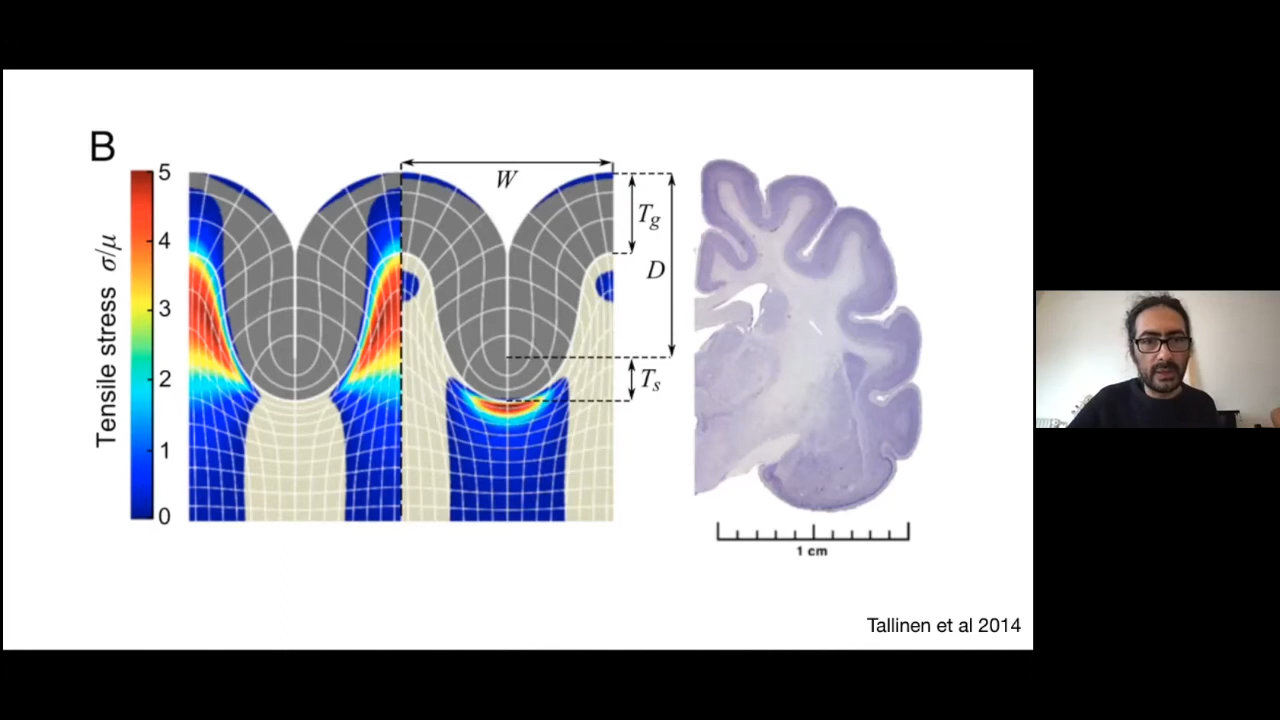 B
Tensile stress σ/μ
5
4
3
2
1
0
W
T_g
D
T_s
1 cm
Tallinen et al 2014